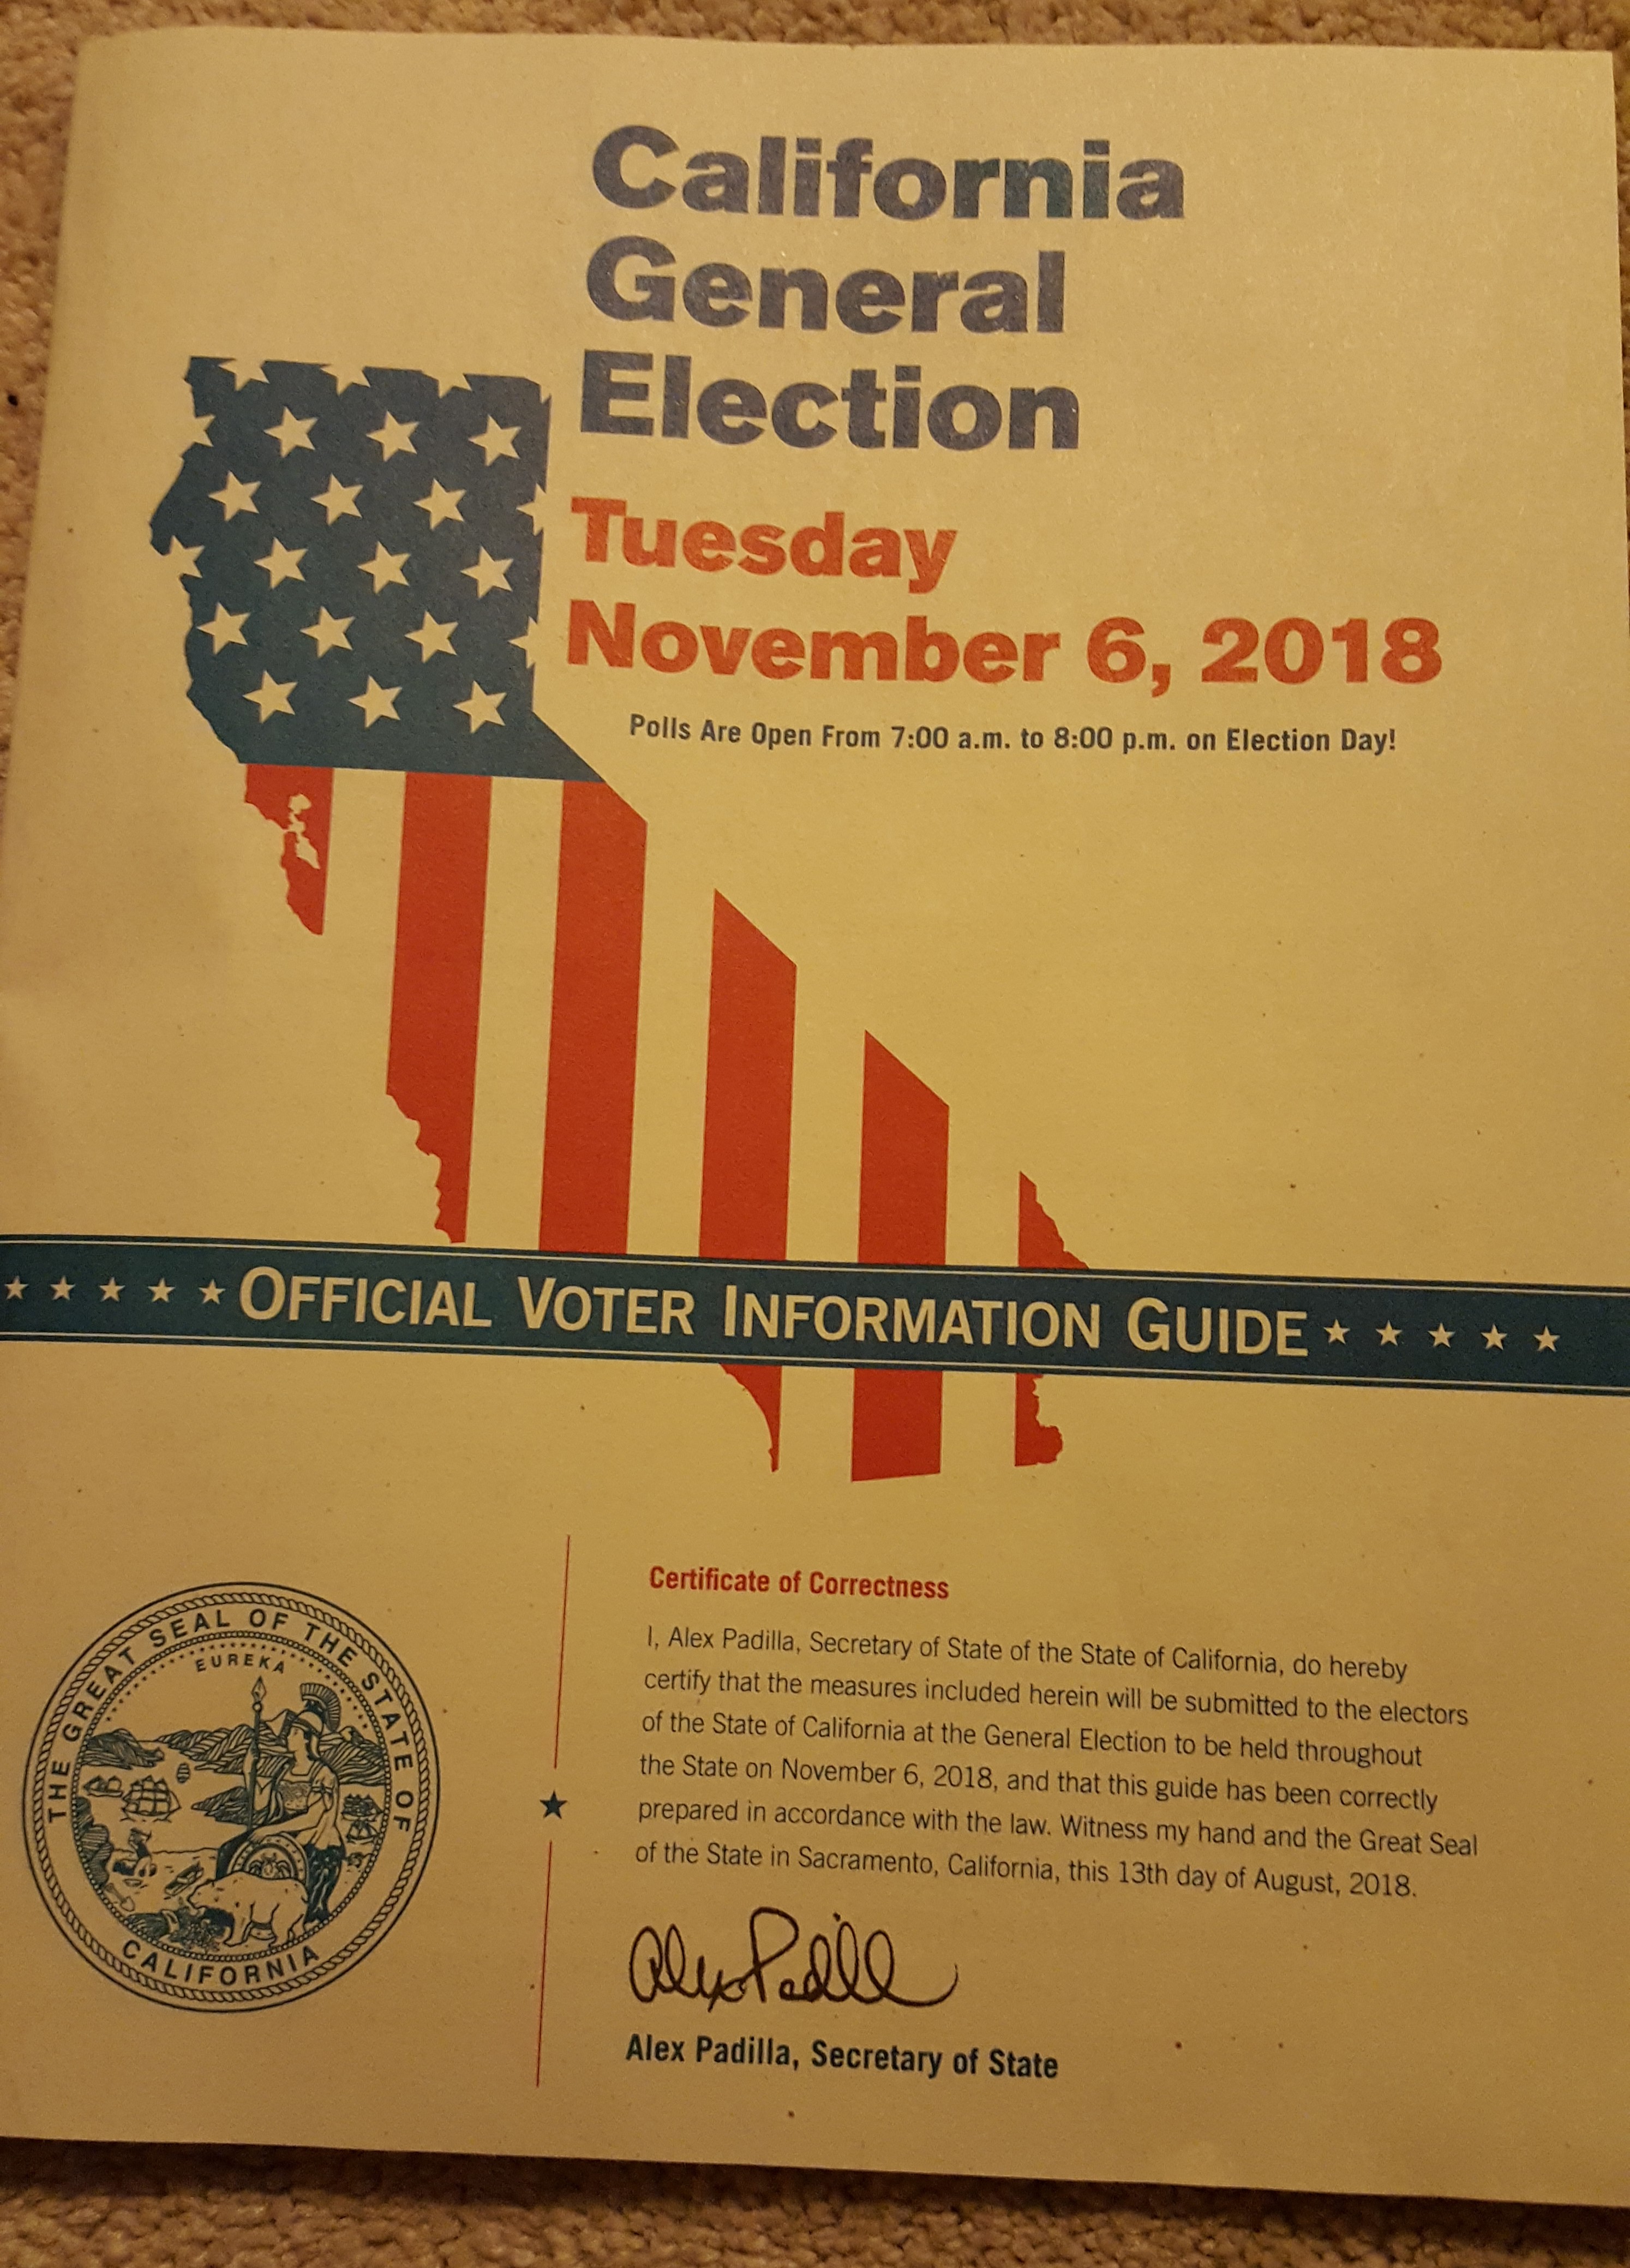 California
General
Election
Tuesday
November 6, 2018
Polls Are Open From 7:00 a.m. to 8:00 p.m. on Election Day!
★ ★ ★ ★ ★ OFFICIAL VOTER INFORMATION GUIDE ★ ★ ★ ★ ★
THE GREAT SEAL OF THE STATE OF
EUREKA
CALIFORNIA
Certificate of Correctness
I, Alex Padilla, Secretary of State of the State of California, do hereby
certify that the measures included herein will be submitted to the electors
of the State of California at the General Election to be held throughout
the State on November 6, 2018, and that this guide has been correctly
prepared in accordance with the law. Witness my hand and the Great Seal
of the State in Sacramento, California, this 13th day of August, 2018.
Alex Padilla
Alex Padilla, Secretary of State